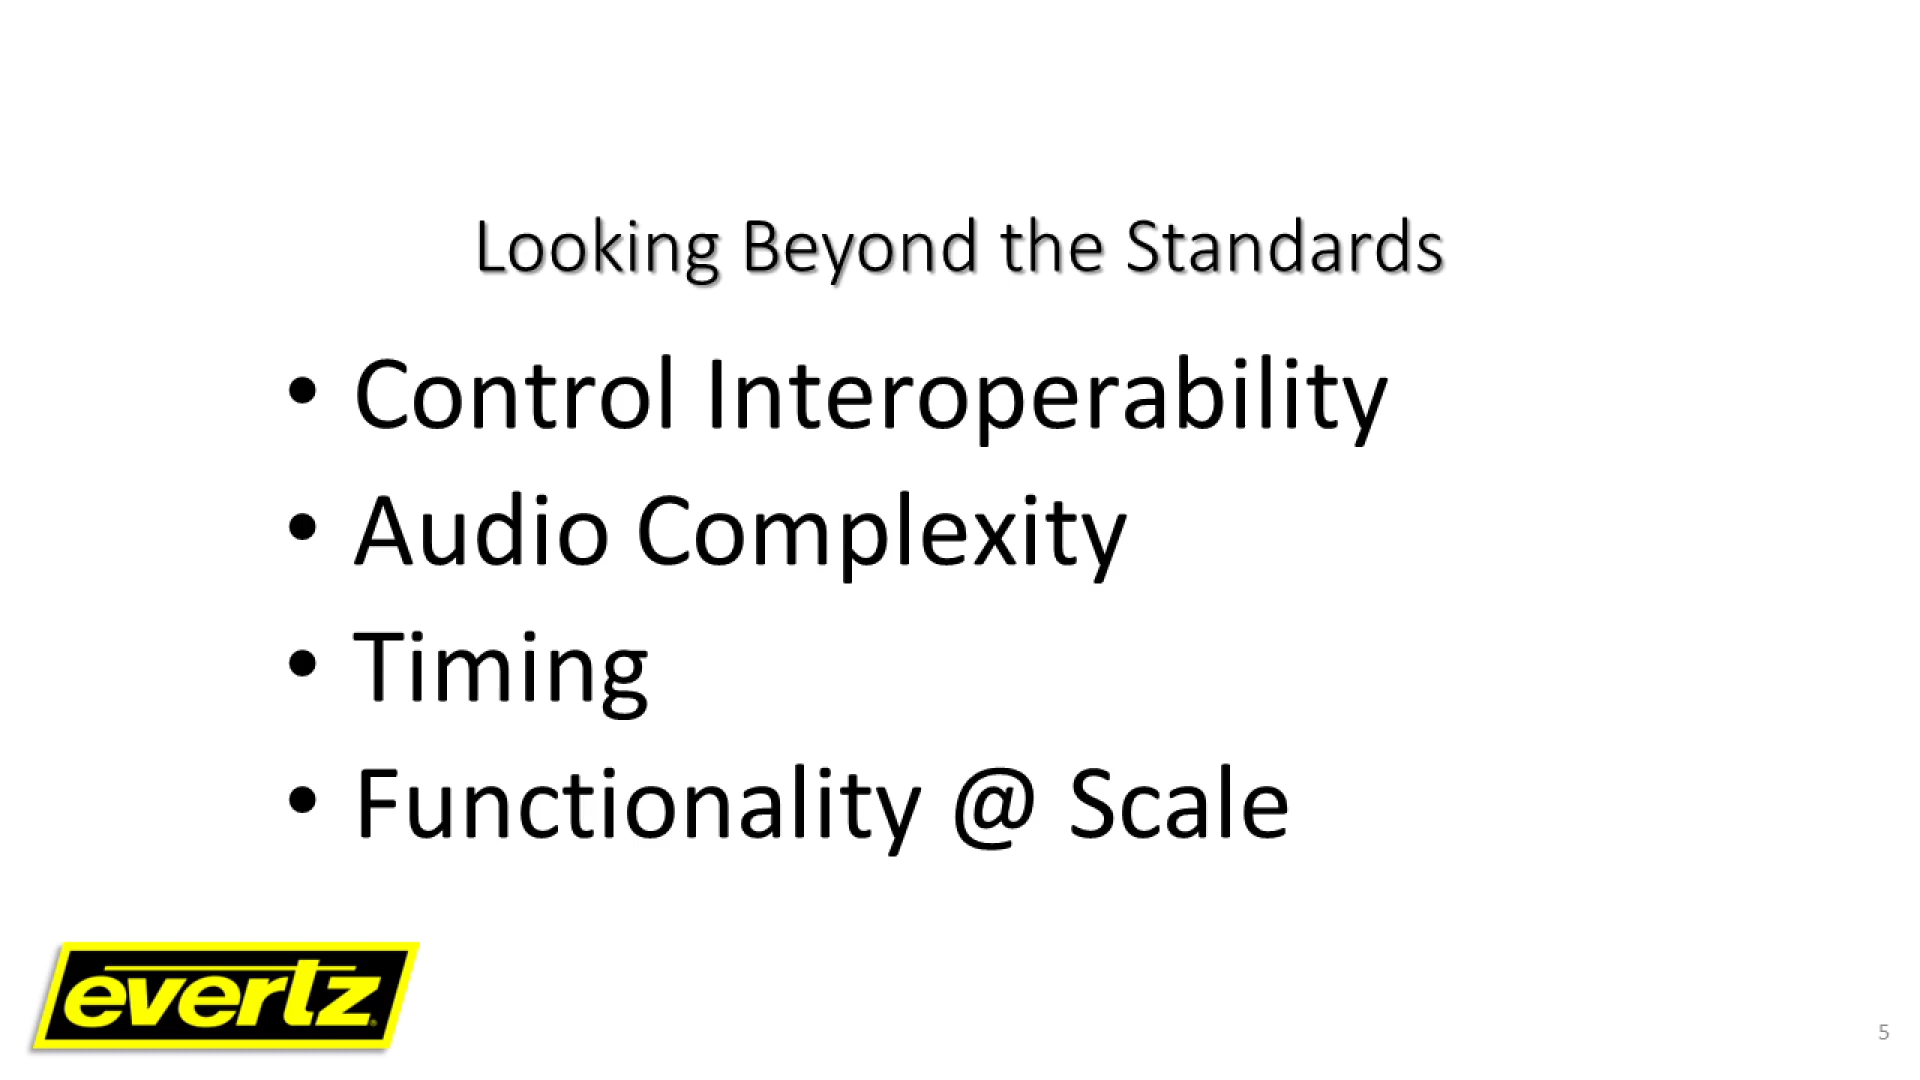 Looking Beyond the Standards
• Control Interoperability
• Audio Complexity
• Timing
• Functionality @ Scale
evertz
5